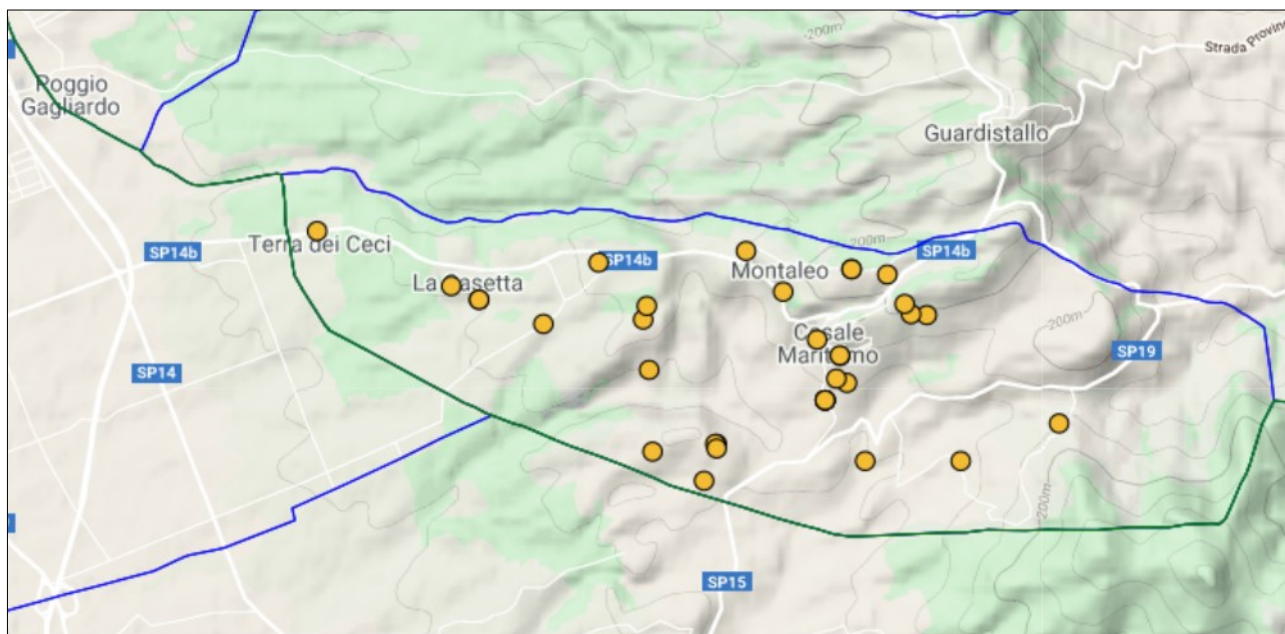 -200m
Strada Provinc
Poggio
Gagliardo
Guardistallo
SP14b
Terra dei Ceci
200m
SP14b
SP14b
Montaleo
La Casetta
200m
Casale
Marittimo
SP19
SP14
200m
SP15